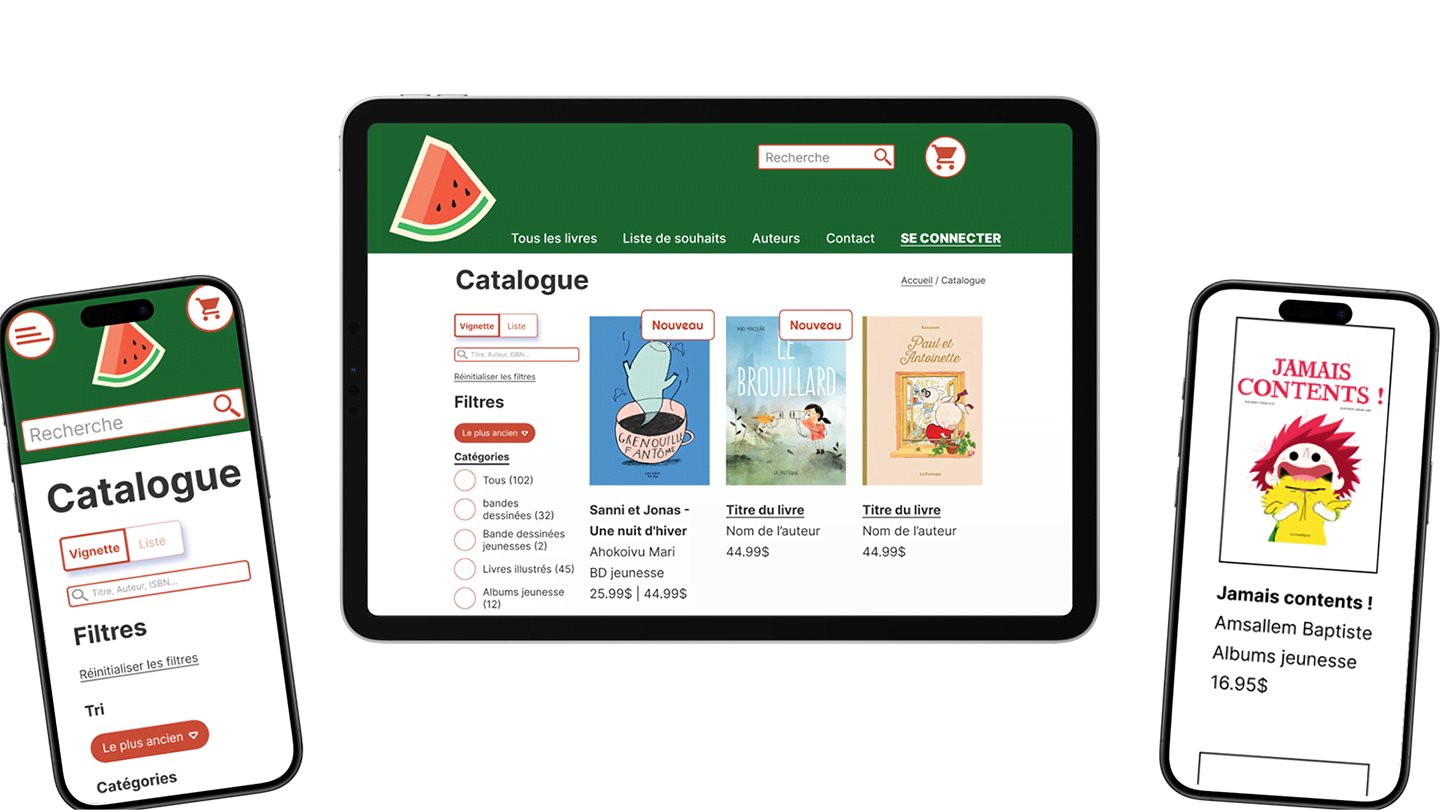 Recherche
Catalogue
Vignette
Liste
Titre, Auteur, ISBN...
Filtres
Réinitialiser les filtres
Tri
Le plus ancien
Catégories
Recherche
Tous les livres
Liste de souhaits
Auteurs
Contact
SE CONNECTER
Catalogue
Accueil / Catalogue
Vignette
Liste
Titre, Auteur, ISBN...
Réinitialiser les filtres
Filtres
Le plus ancien
Catégories
Tous (102)
bandes
dessinées (32)
Bande dessinées
jeunesses (2)
Livres illustrés (45)
Albums jeunesse
(12)
Nouveau
GRENOUILLE
FANTÔME
Sanni et Jonas -
Une nuit d'hiver
Ahokoivu Mari
BD jeunesse
25.99$ | 44.99$
Nouveau
LE
BROUILLARD
LA PASTÈQUE
Titre du livre
Nom de l’auteur
44.99$
Paul et
Antoinette
La Pastèque
Titre du livre
Nom de l’auteur
44.99$
JAMAIS
CONTENTS !
Jamais contents !
Amsallem Baptiste
Albums jeunesse
16.95$